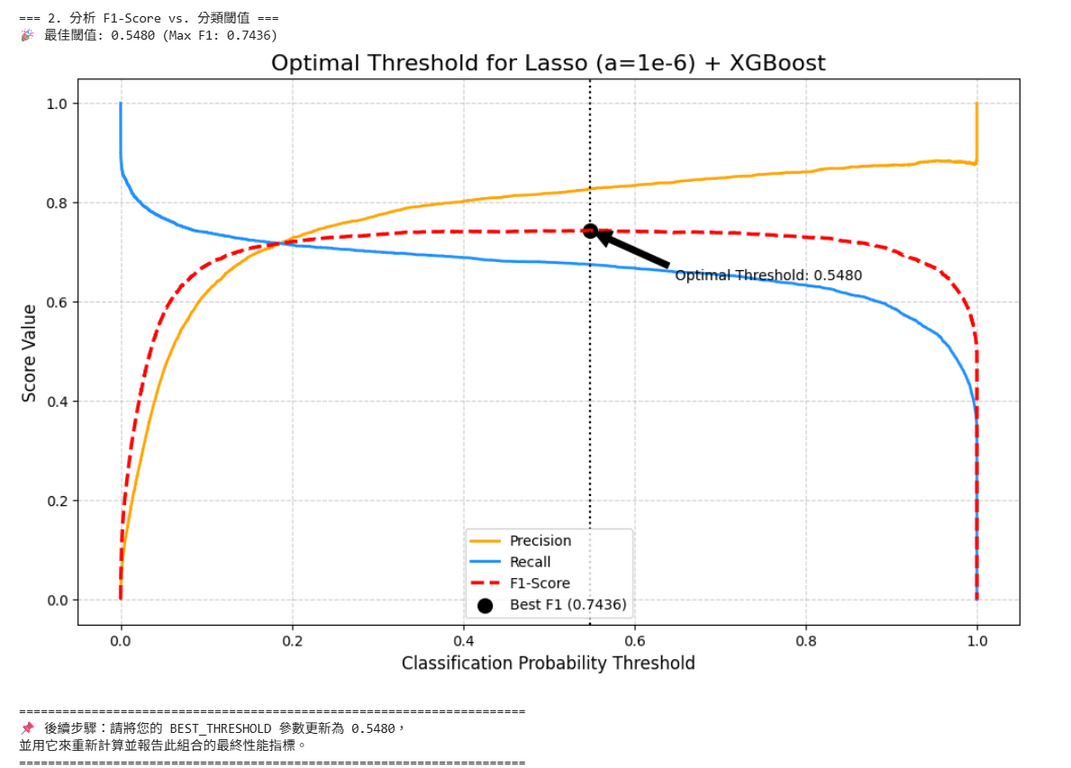 === 2. 分析 F1-Score vs. 分類閾值 ===
🎉 最佳閾值: 0.5480 (Max F1: 0.7436)
Optimal Threshold for Lasso (a=1e-6) + XGBoost
1.0
0.8
0.6
0.4
0.2
0.0
Score Value
Optimal Threshold: 0.5480
Precision
Recall
F1-Score
Best F1 (0.7436)
0.0 0.2 0.4 0.6 0.8 1.0
Classification Probability Threshold
======================================================================
📌 後續步驟：請將您的 BEST_THRESHOLD 參數更新為 0.5480，
並用它來重新計算並報告此組合的最終性能指標。
======================================================================